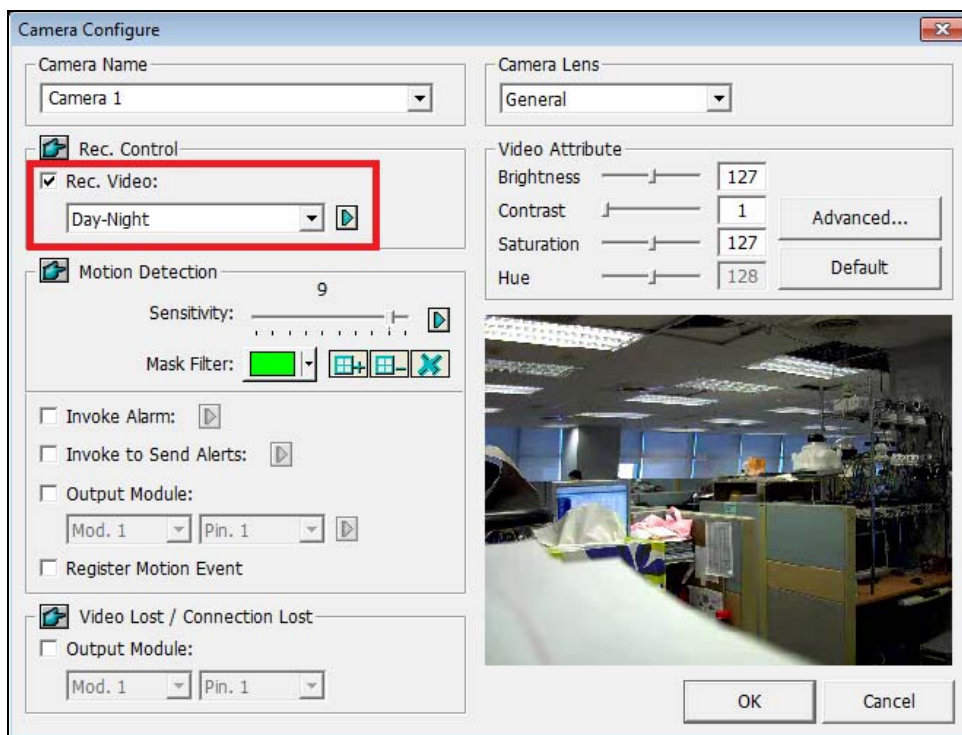 Camera Configure
Camera Name
Camera 1
Rec. Control
Rec. Video:
Day-Night
Motion Detection
9
Sensitivity:
Mask Filter:
Invoke Alarm:
Invoke to Send Alerts:
Output Module:
Mod. 1 Pin. 1
Register Motion Event
Video Lost / Connection Lost
Output Module:
Mod. 1 Pin. 1
Camera Lens
General
Video Attribute
Brightness 127
Contrast 1
Saturation 127
Hue 128
Advanced...
Default
OK Cancel